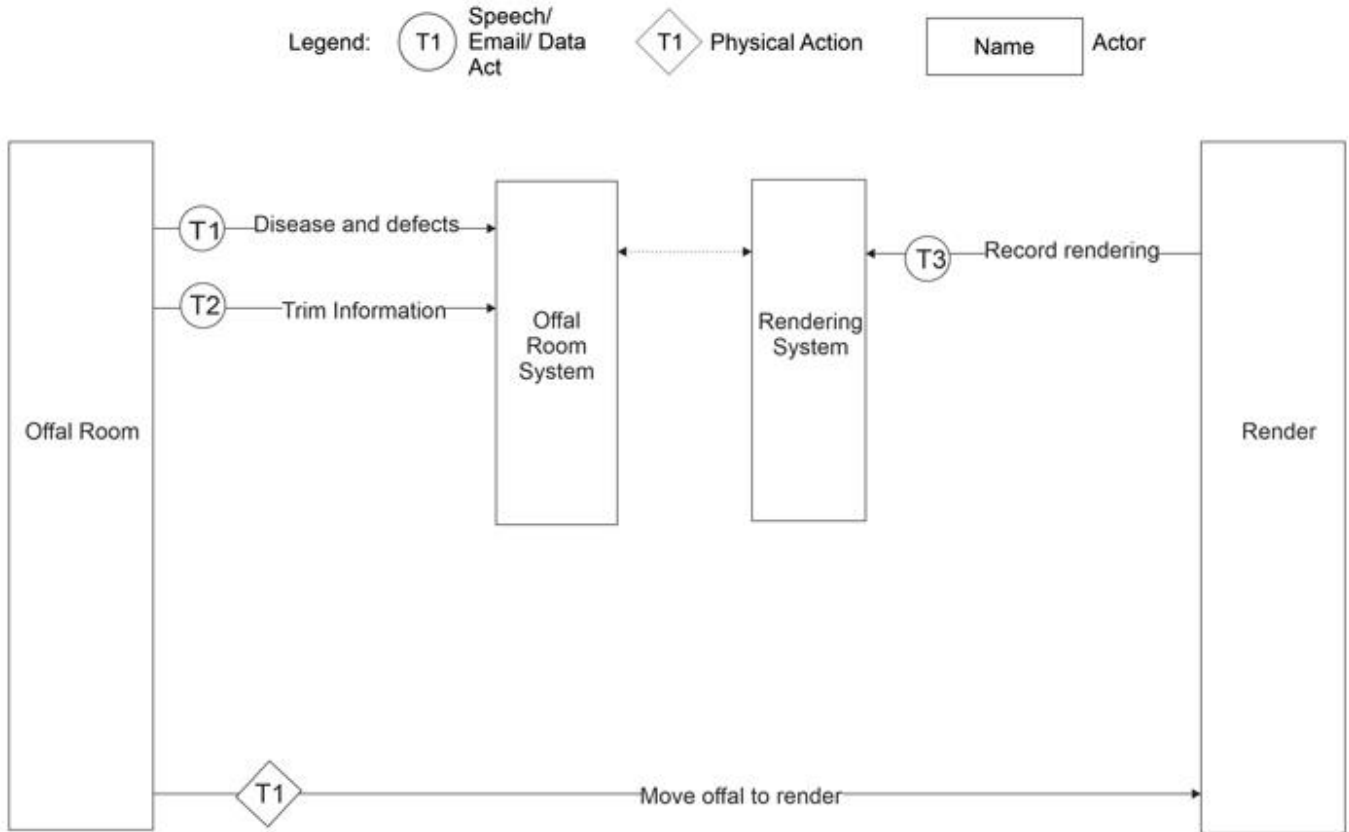 Legend:
T1
Speech/
Email/ Data
Act
T1
Physical Action
Name
Actor
T1
Disease and defects
T2
Trim Information
T3
Record rendering
Offal
Room
System
Rendering
System
Offal Room
Render
T1
Move offal to render